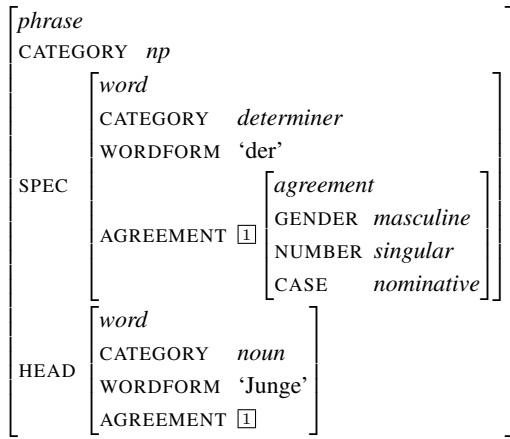 phrase
CATEGORY np
word
CATEGORY determiner
WORDFORM ‘der’
SPEC
agreement
GENDER masculine
AGREEMENT 1
NUMBER singular
CASE nominative
word
CATEGORY noun
HEAD
WORDFORM ‘Junge’
AGREEMENT 1